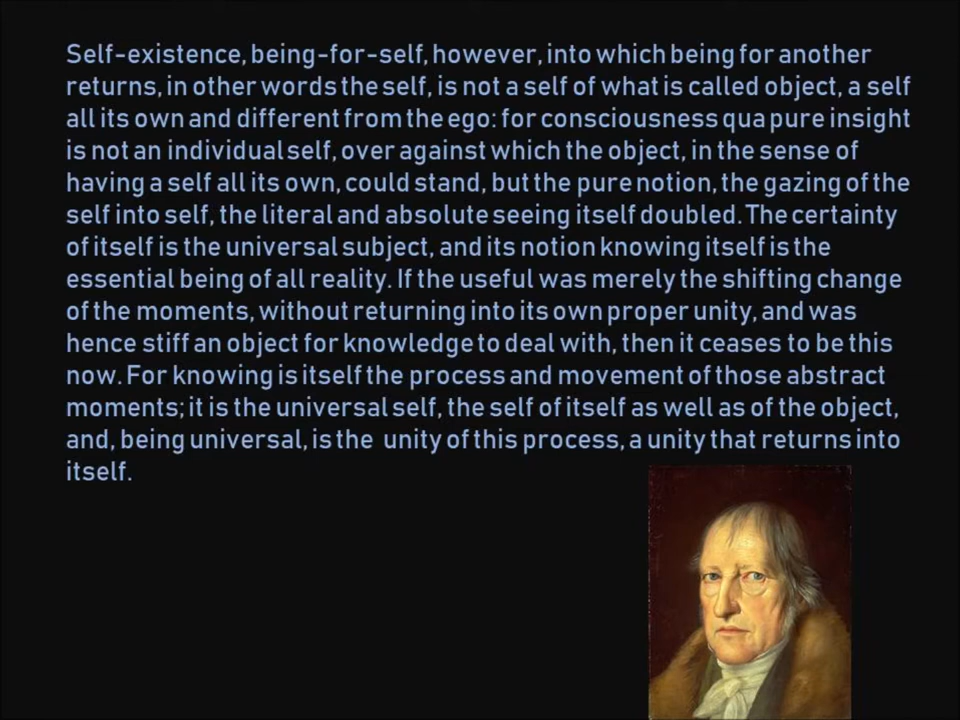 Self-existence, being-for-self, however, into which being for another
returns, in other words the self, is not a self of what is called object, a self
all its own and different from the ego: for consciousness qua pure insight
is not an individual self, over against which the object, in the sense of
having a self all its own, could stand, but the pure notion, the gazing of the
self into self, the literal and absolute seeing itself doubled. The certainty
of itself is the universal subject, and its notion knowing itself is the
essential being of all reality. If the useful was merely the shifting change
of the moments, without returning into its own proper unity, and was
hence stiff an object for knowledge to deal with, then it ceases to be this
now. For knowing is itself the process and movement of those abstract
moments; it is the universal self, the self of itself as well as of the object,
and, being universal, is the unity of this process, a unity that returns into
itself.